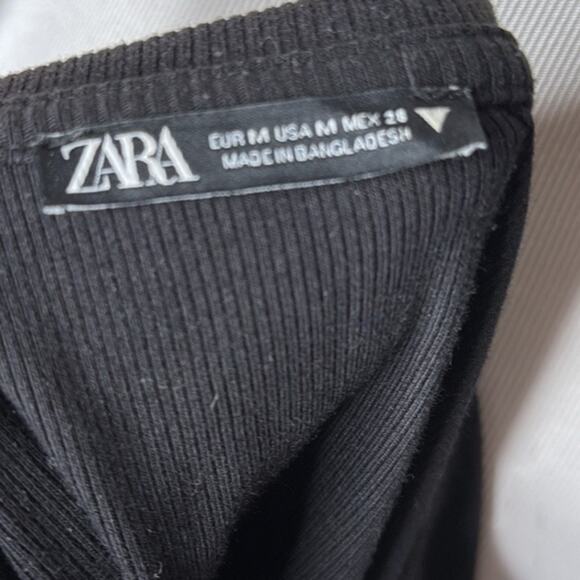 ZARA
EUR M USA M MEX 28
MADE IN BANGLADESH